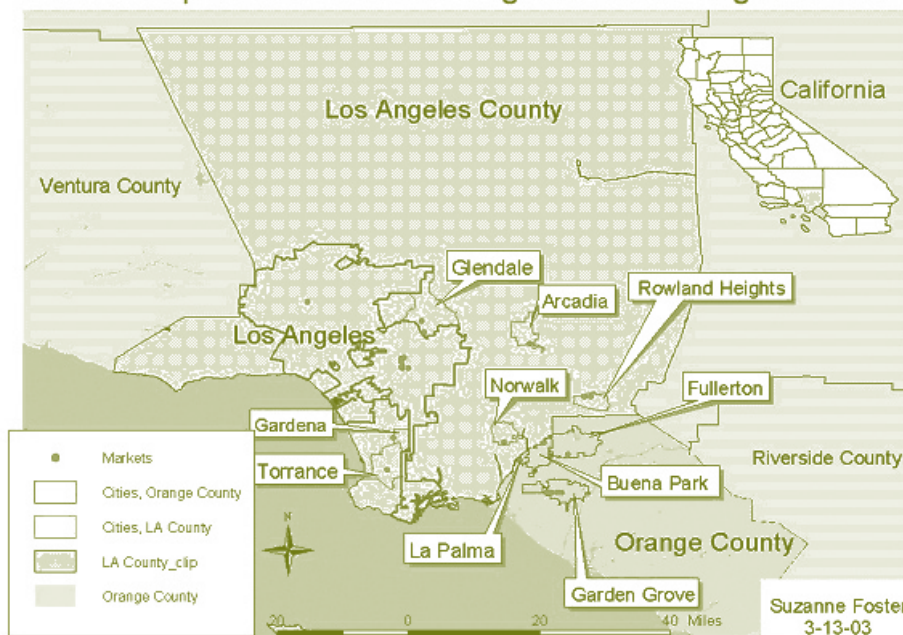 Los Angeles County
California
Ventura County
Glendale
Rowland Heights
Arcadia
Los Angeles
Norwalk
Fullerton
Gardena
Markets
Riverside County
Torrance
Cities, Orange County
Buena Park
Cities, LA County
N
La Palma
Orange County
LA County_clip
Garden Grove
Orange County
20 0 20 40 Miles
Suzanne Foster
3-13-03